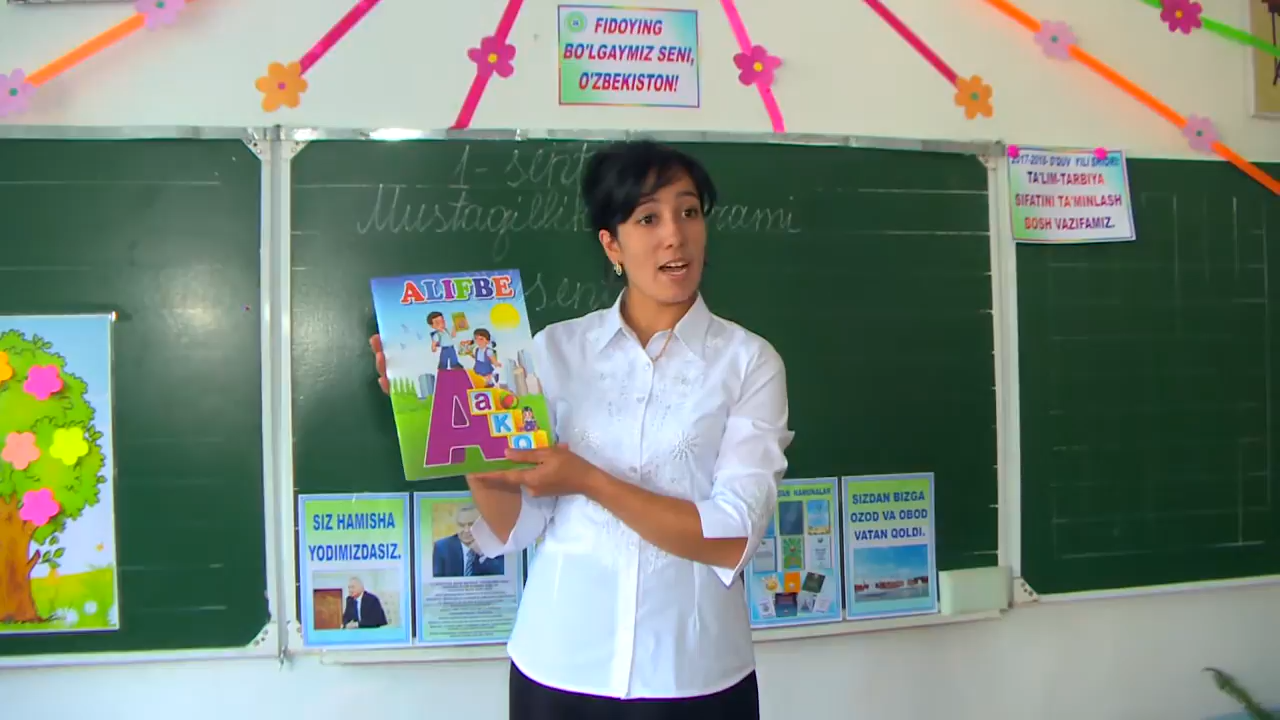 FIDOYING
BO'LGAYMIZ SENI,
O'ZBEKISTON!
2017-2018- O'QUV YILI SHIORI:
TA'LIM-TARBIYA
SIFATINI TA'MINLASH
BOSH VAZIFAMIZ.
1- sent
Mustaqillik
ALIFBE
A
a
K
SIZ HAMISHA
YODIMIZDASIZ.
NAMUNALAR
SIZDAN BIZGA
OZOD VA OBOD
VATAN QOLDI.